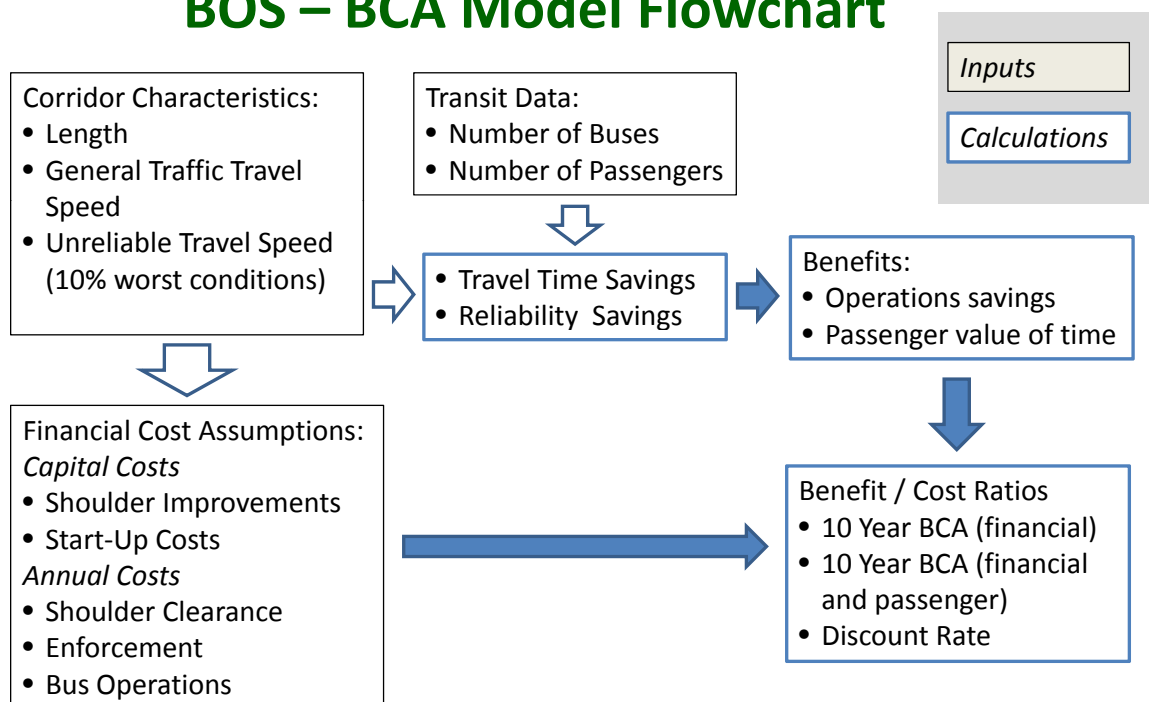 BOS – BCA Model Flowchart
Inputs
Calculations
Corridor Characteristics:
• Length
• General Traffic Travel
Speed
• Unreliable Travel Speed
(10% worst conditions)
Transit Data:
• Number of Buses
• Number of Passengers
• Travel Time Savings
• Reliability Savings
Benefits:
• Operations savings
• Passenger value of time
Financial Cost Assumptions:
Capital Costs
• Shoulder Improvements
• Start-Up Costs
Annual Costs
• Shoulder Clearance
• Enforcement
• Bus Operations
Benefit / Cost Ratios
• 10 Year BCA (financial)
• 10 Year BCA (financial
and passenger)
• Discount Rate